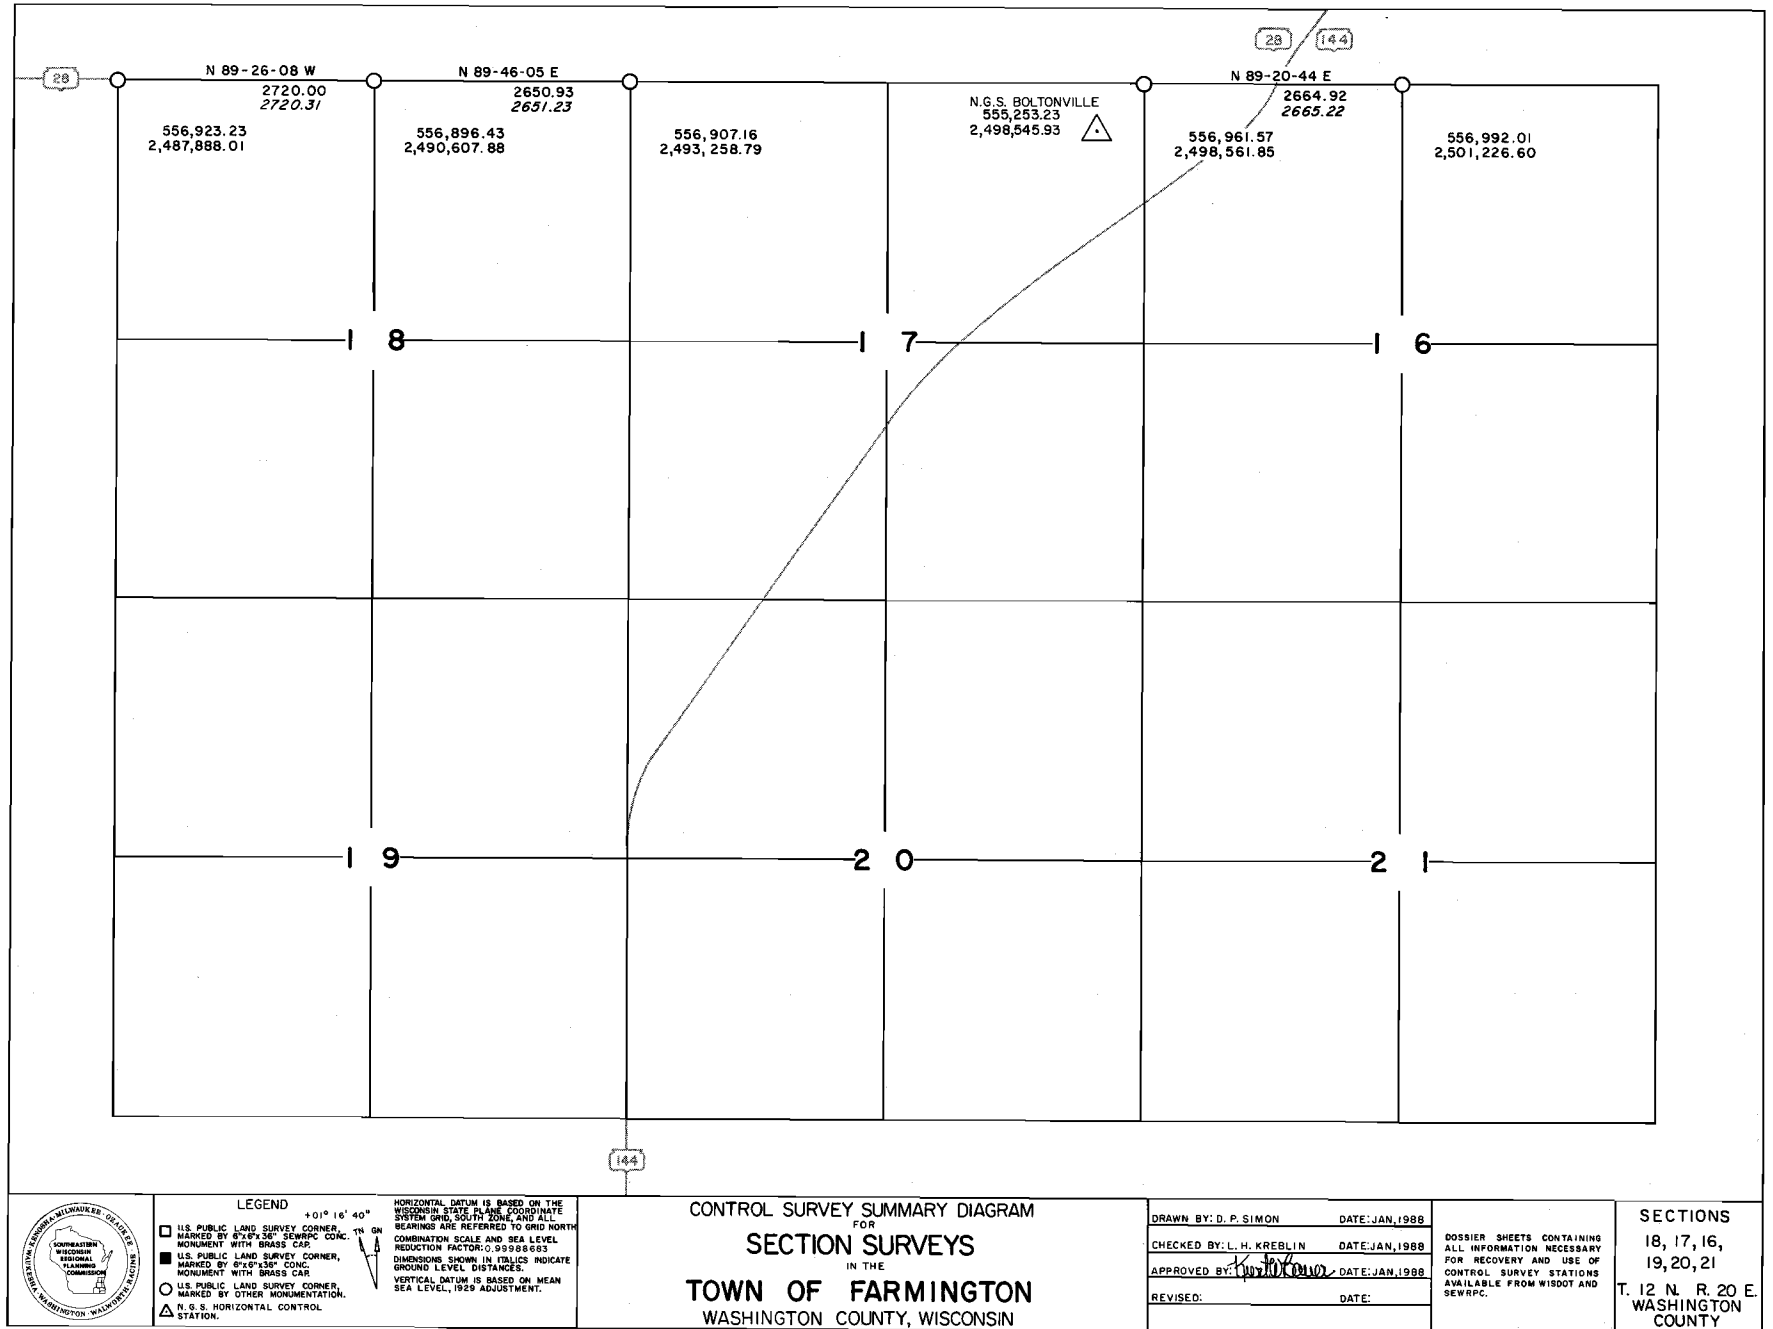 28 144
28
N 89-26-08 W
2720.00
2720.31
N 89-46-05 E
2650.93
2651.23
N 89-20-44 E
2664.92
2665.22
556,923.23
2,487,888.01
556,896.43
2,490,607.88
556,907.16
2,493,258.79
N.G.S. BOLTONVILLE
555,253.23
2,498,545.93
556,961.57
2,498,561.85
556,992.01
2,501,226.60
18 17 16
19 20 21
144
SOUTHEASTERN
WISCONSIN
REGIONAL
PLANNING
COMMISSION
KENOSHA · MILWAUKEE · OZAUKEE · RACINE · WALWORTH · WASHINGTON · WAUKESHA
LEGEND
+01° 16' 40"
TN GN
U.S. PUBLIC LAND SURVEY CORNER,
MARKED BY 6"x6"x36" SEWRPC CONC.
MONUMENT WITH BRASS CAP.
U.S. PUBLIC LAND SURVEY CORNER,
MARKED BY 6"x6"x36" CONC.
MONUMENT WITH BRASS CAP.
U.S. PUBLIC LAND SURVEY CORNER,
MARKED BY OTHER MONUMENTATION.
N.G.S. HORIZONTAL CONTROL
STATION.
HORIZONTAL DATUM IS BASED ON THE
WISCONSIN STATE PLANE COORDINATE
SYSTEM GRID, SOUTH ZONE, AND ALL
BEARINGS ARE REFERRED TO GRID NORTH
COMBINATION SCALE AND SEA LEVEL
REDUCTION FACTOR: 0.99988683
DIMENSIONS SHOWN IN ITALICS INDICATE
GROUND LEVEL DISTANCES.
VERTICAL DATUM IS BASED ON MEAN
SEA LEVEL, 1929 ADJUSTMENT.
CONTROL SURVEY SUMMARY DIAGRAM
FOR
SECTION SURVEYS
IN THE
TOWN OF FARMINGTON
WASHINGTON COUNTY, WISCONSIN
DRAWN BY: D. P. SIMON DATE: JAN, 1988
CHECKED BY: L. H. KREBLIN DATE: JAN, 1988
APPROVED BY: DATE: JAN, 1988
REVISED: DATE:
DOSSIER SHEETS CONTAINING
ALL INFORMATION NECESSARY
FOR RECOVERY AND USE OF
CONTROL SURVEY STATIONS
AVAILABLE FROM WISDOT AND
SEWRPC.
SECTIONS
18, 17, 16,
19, 20, 21
T. 12 N. R. 20 E.
WASHINGTON
COUNTY